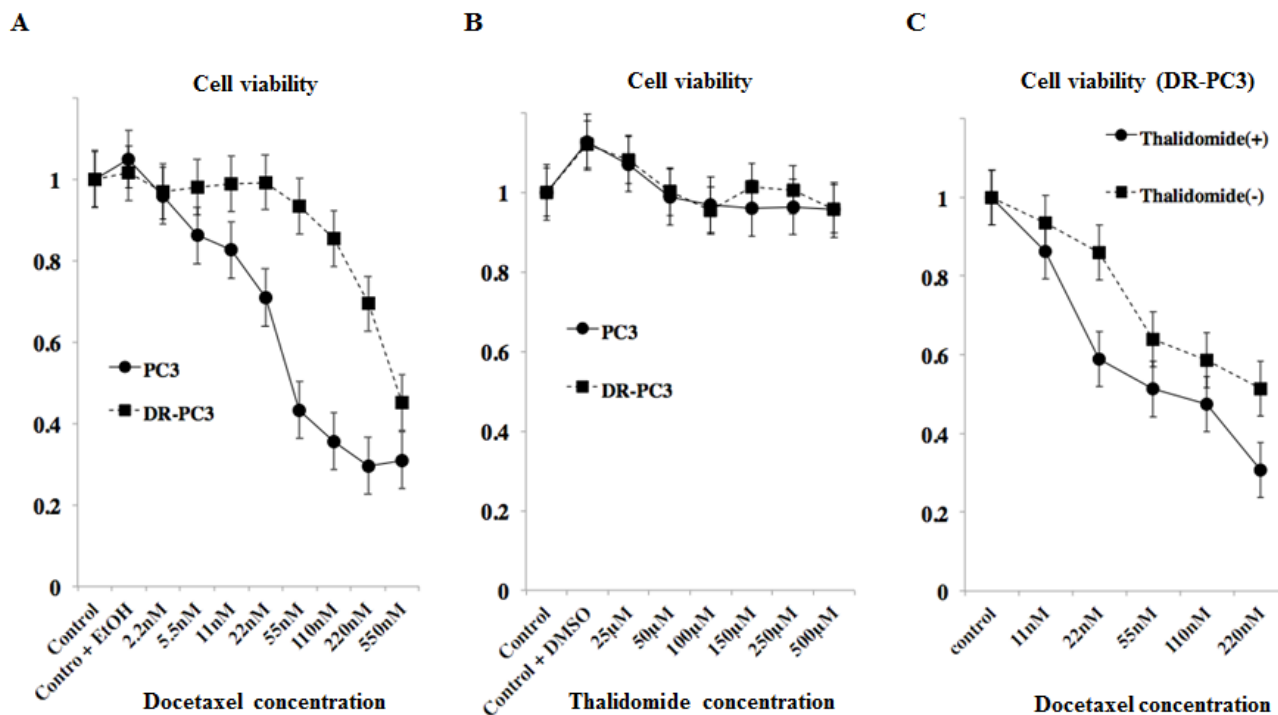 A
Cell viability
1
0.8
0.6
0.4
0.2
0
PC3
DR-PC3
Control
Contro + EtOH
2.2nM
5.5nM
11nM
22nM
55nM
110nM
220nM
550nM
Docetaxel concentration
B
Cell viability
1
0.8
0.6
0.4
0.2
0
PC3
DR-PC3
Control
Control + DMSO
25µM
50µM
100µM
150µM
250µM
500µM
Thalidomide concentration
C
Cell viability (DR-PC3)
Thalidomide(+)
Thalidomide(-)
1
0.8
0.6
0.4
0.2
0
control
11nM
22nM
55nM
110nM
220nM
Docetaxel concentration